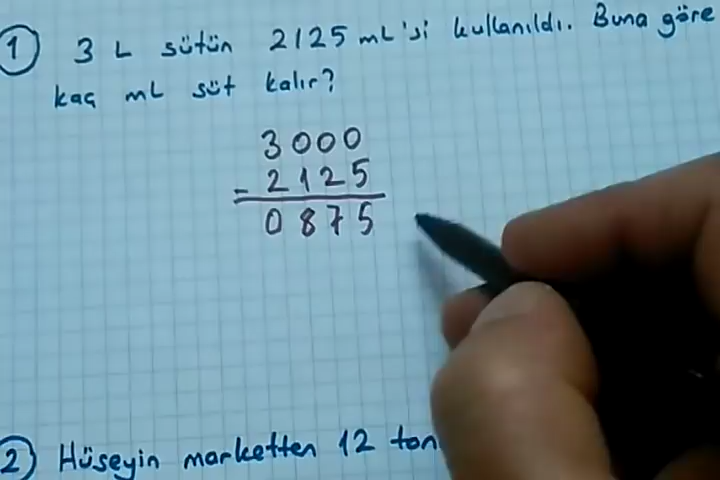 1 3 L sütün 2125 mL'si kullanıldı. Buna göre
kaç mL süt kalır?
3000
- 2125
0875
2) Hüseyin marketten 12 ton